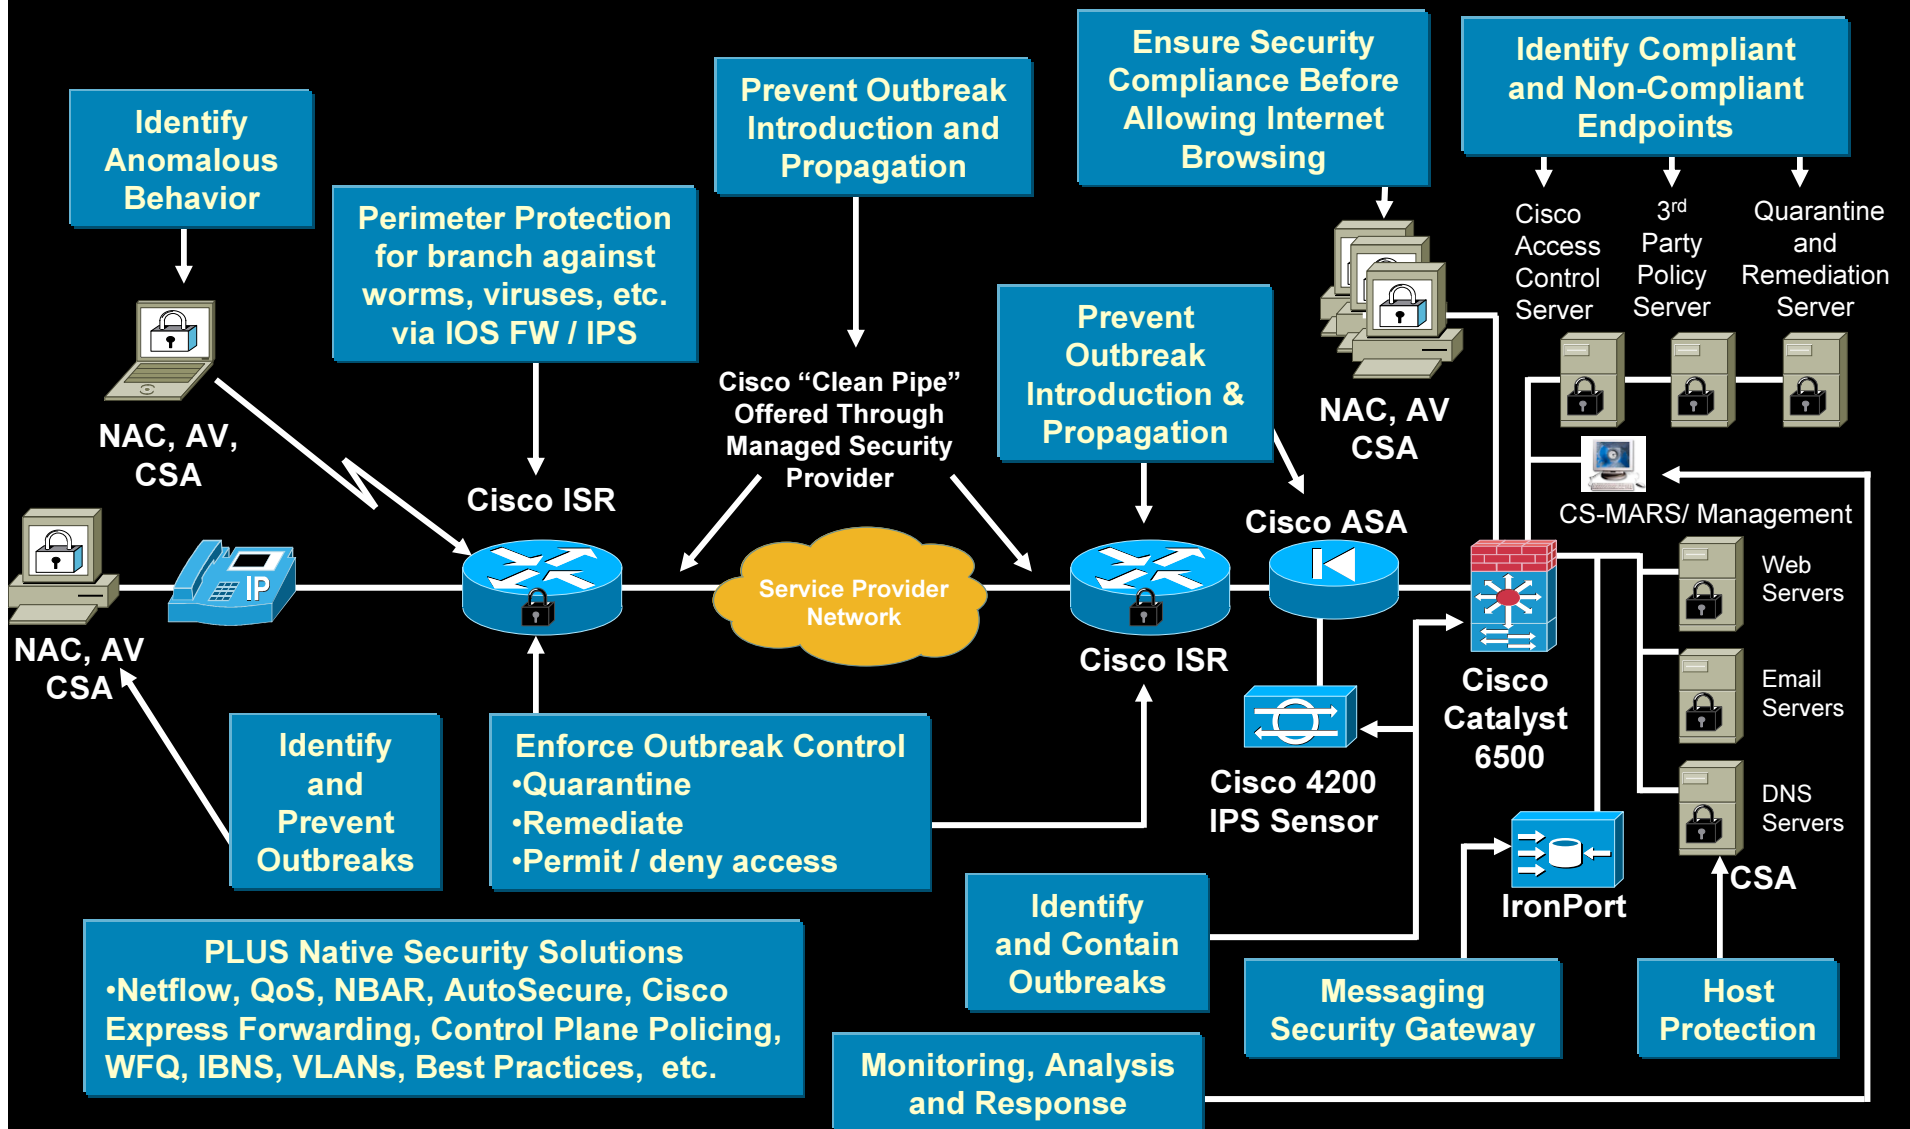 Identify
Anomalous
Behavior
Perimeter Protection
for branch against
worms, viruses, etc.
via IOS FW / IPS
Prevent Outbreak
Introduction and
Propagation
Ensure Security
Compliance Before
Allowing Internet
Browsing
Identify Compliant
and Non-Compliant
Endpoints
Cisco
Access
Control
Server
3rd
Party
Policy
Server
Quarantine
and
Remediation
Server
Prevent
Outbreak
Introduction &
Propagation
Cisco “Clean Pipe”
Offered Through
Managed Security
Provider
NAC, AV,
CSA
NAC, AV
CSA
Cisco ISR
Cisco ASA
CS-MARS/ Management
IP
Service Provider
Network
Web
Servers
NAC, AV
CSA
Cisco ISR
Cisco
Catalyst
6500
Email
Servers
Cisco 4200
IPS Sensor
DNS
Servers
CSA
IronPort
Identify
and
Prevent
Outbreaks
Enforce Outbreak Control
•Quarantine
•Remediate
•Permit / deny access
Identify
and Contain
Outbreaks
PLUS Native Security Solutions
•Netflow, QoS, NBAR, AutoSecure, Cisco
Express Forwarding, Control Plane Policing,
WFQ, IBNS, VLANs, Best Practices, etc.
Messaging
Security Gateway
Host
Protection
Monitoring, Analysis
and Response